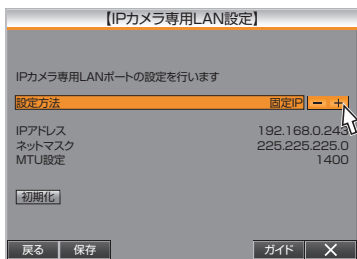 【IPカメラ専用LAN設定】
IPカメラ専用LANポートの設定を行います
設定方法 固定IP － ＋
IPアドレス 192.168.0.243
ネットマスク 225.225.225.0
MTU設定 1400
初期化
戻る 保存 ガイド ×